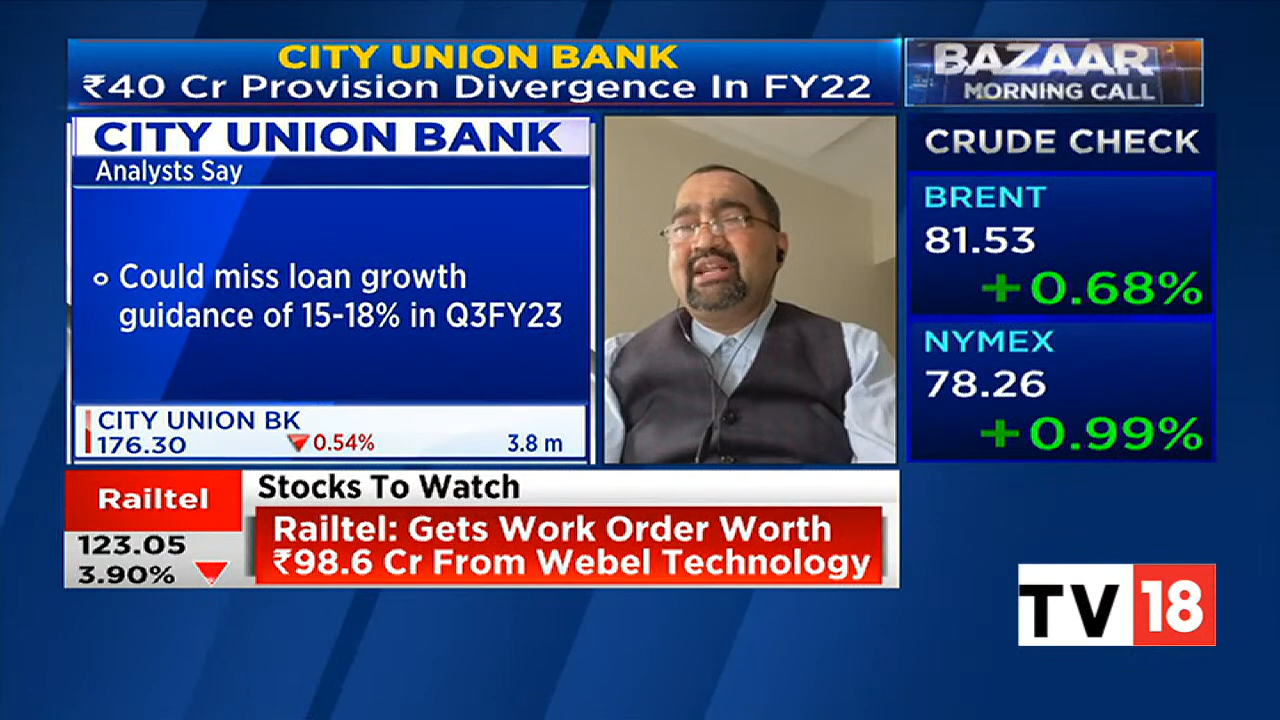 CITY UNION BANK
₹40 Cr Provision Divergence In FY22
BAZAAR
MORNING CALL
CITY UNION BANK
Analysts Say
Could miss loan growth
guidance of 15-18% in Q3FY23
CITY UNION BK
176.30 0.54% 3.8 m
CRUDE CHECK
BRENT
81.53
+0.68%
NYMEX
78.26
+0.99%
Railtel
123.05
3.90%
Stocks To Watch
Railtel: Gets Work Order Worth
₹98.6 Cr From Webel Technology
TV18